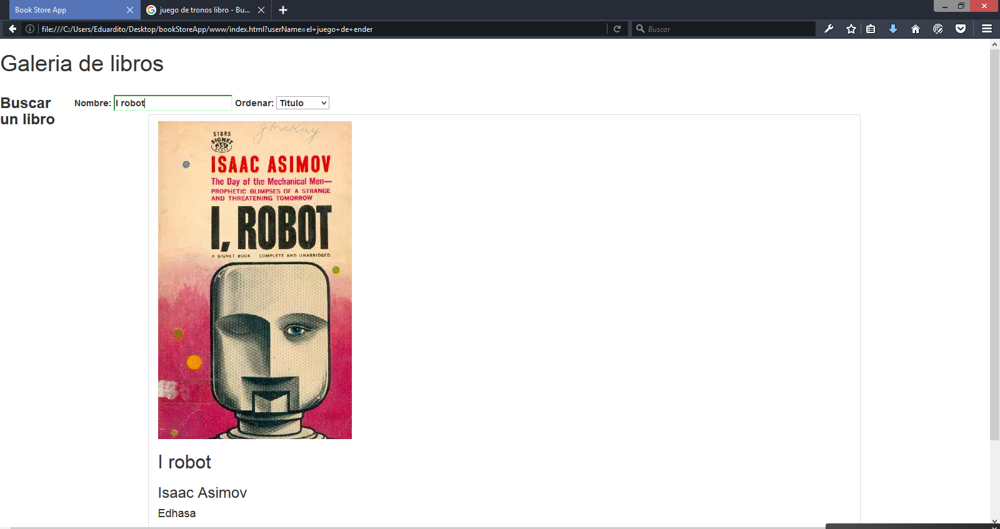 Book Store App
juego de tronos libro - Bu...
file:///C:/Users/Eduardito/Desktop/bookStoreApp/www/index.html?userName=el+juego+de+ender
Buscar
Galeria de libros
Buscar
un libro
Nombre: I robot Ordenar: Titulo
S1885
SIGNET
BOOKS
ISAAC ASIMOV
The Day of the Mechanical Men—
PROPHETIC GLIMPSES OF A STRANGE
AND THREATENING TOMORROW
I, ROBOT
A SIGNET BOOK COMPLETE AND UNABRIDGED
I robot
Isaac Asimov
Edhasa